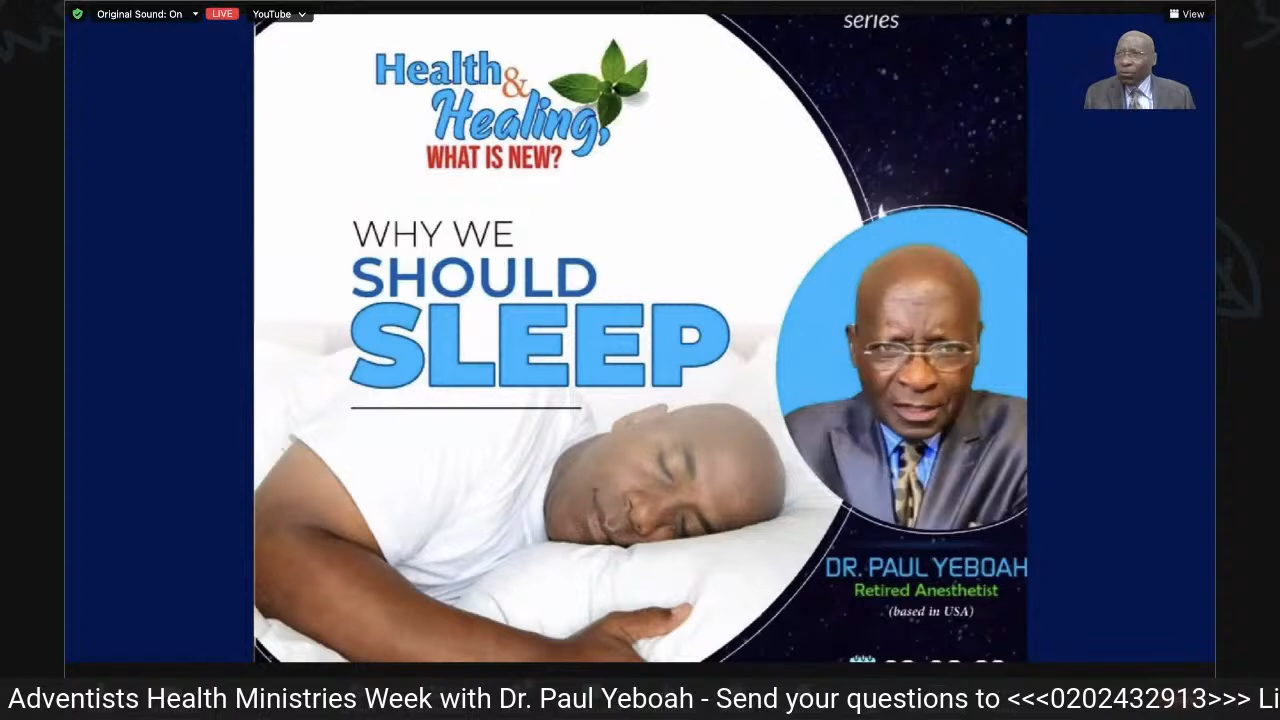 Original Sound: On
LIVE
YouTube
View
series
Health &
Healing,
WHAT IS NEW?
WHY WE
SHOULD
SLEEP
DR. PAUL YEBOAH
Retired Anesthetist
(based in USA)
Adventists Health Ministries Week with Dr. Paul Yeboah - Send your questions to <<<0202432913>>> Li